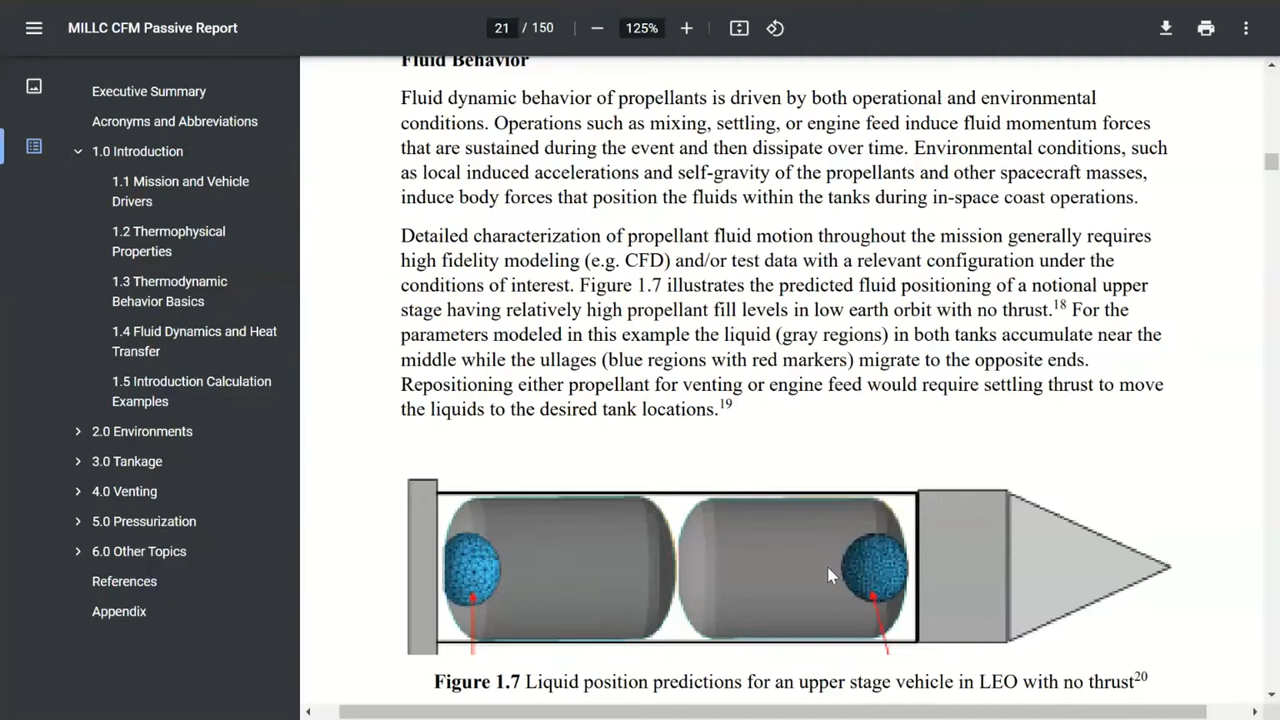 MILLC CFM Passive Report
21 / 150
125%
Executive Summary
Acronyms and Abbreviations
1.0 Introduction
1.1 Mission and Vehicle
Drivers
1.2 Thermophysical
Properties
1.3 Thermodynamic
Behavior Basics
1.4 Fluid Dynamics and Heat
Transfer
1.5 Introduction Calculation
Examples
2.0 Environments
3.0 Tankage
4.0 Venting
5.0 Pressurization
6.0 Other Topics
References
Appendix
Fluid Behavior
Fluid dynamic behavior of propellants is driven by both operational and environmental
conditions. Operations such as mixing, settling, or engine feed induce fluid momentum forces
that are sustained during the event and then dissipate over time. Environmental conditions, such
as local induced accelerations and self-gravity of the propellants and other spacecraft masses,
induce body forces that position the fluids within the tanks during in-space coast operations.
Detailed characterization of propellant fluid motion throughout the mission generally requires
high fidelity modeling (e.g. CFD) and/or test data with a relevant configuration under the
conditions of interest. Figure 1.7 illustrates the predicted fluid positioning of a notional upper
stage having relatively high propellant fill levels in low earth orbit with no thrust.18 For the
parameters modeled in this example the liquid (gray regions) in both tanks accumulate near the
middle while the ullages (blue regions with red markers) migrate to the opposite ends.
Repositioning either propellant for venting or engine feed would require settling thrust to move
the liquids to the desired tank locations.19
Figure 1.7 Liquid position predictions for an upper stage vehicle in LEO with no thrust20